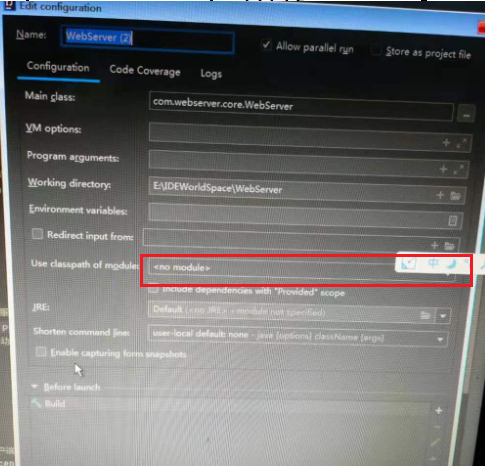 Edit configuration
Name: WebServer (2) Allow parallel run Store as project file
Configuration Code Coverage Logs
Main class: com.webserver.core.WebServer
VM options:
Program arguments:
Working directory: E:\IDEWorldSpace\WebServer
Environment variables:
Redirect input from:
Use classpath of module: <no module> 中
Include dependencies with "Provided" scope
JRE: Default (<no JRE> - module not specified)
Shorten command line: user-local default: none - java [options] className [args]
Enable capturing form snapshots
Before launch
Build